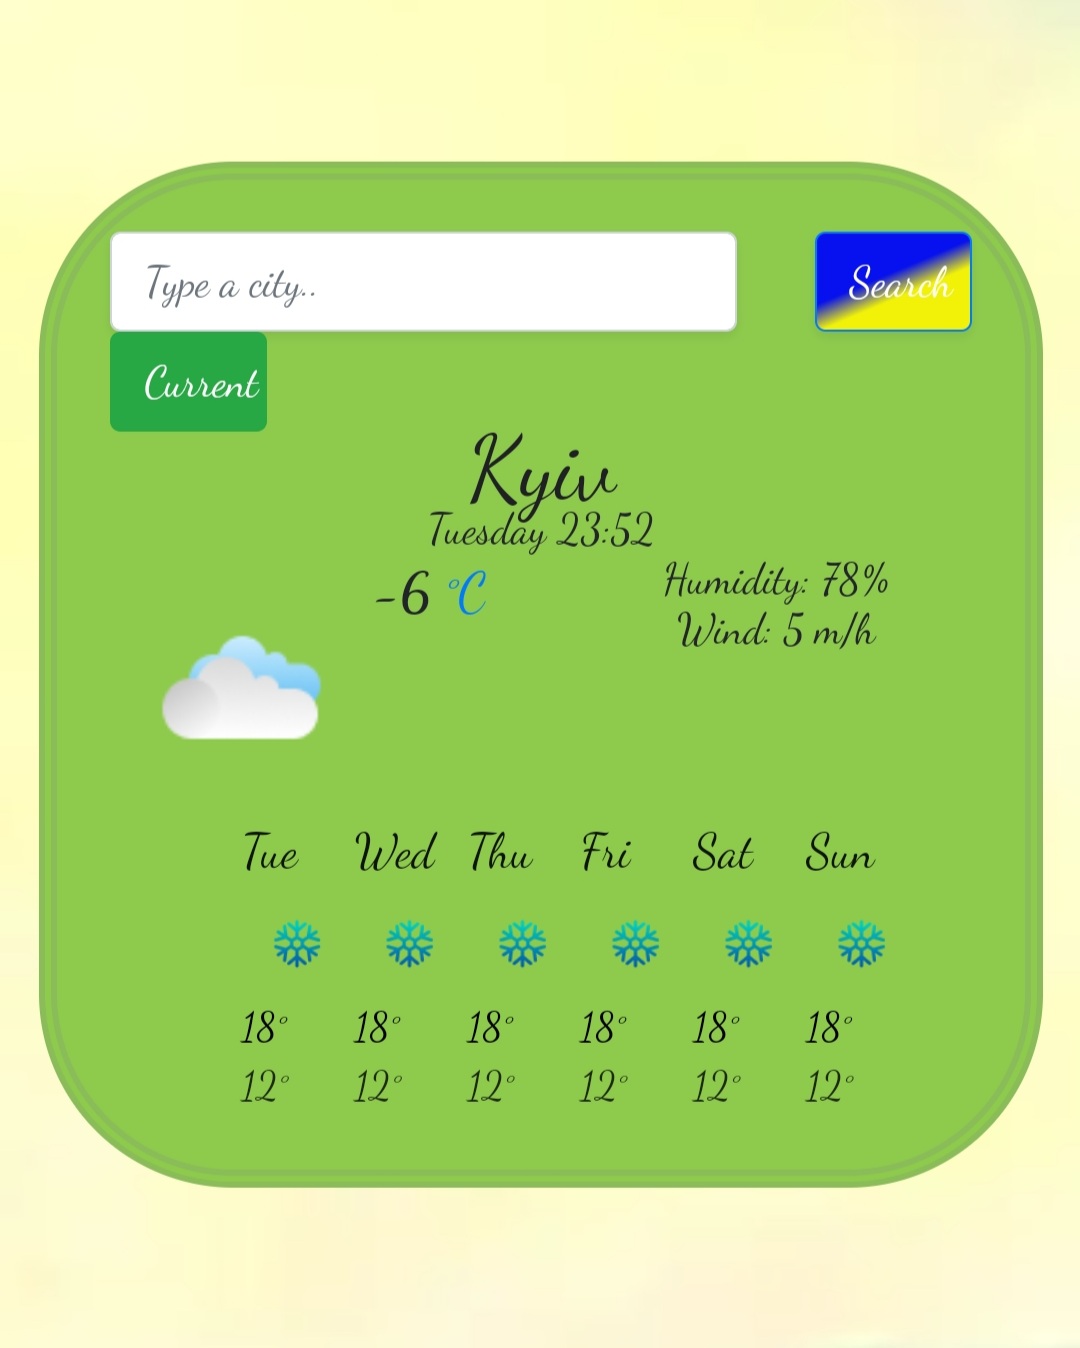 Type a city..
Search
Current
Kyiv
Tuesday 23:52
-6 °C
Humidity: 78%
Wind: 5 m/h
Tue Wed Thu Fri Sat Sun
18° 18° 18° 18° 18° 18°
12° 12° 12° 12° 12° 12°